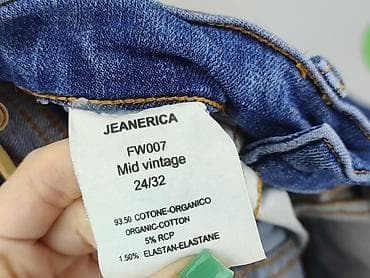 JEANERICA
FW007
Mid vintage
24/32
93.50 COTONE-ORGANICO
ORGANIC-COTTON
5% RCP
1.50% ELASTAN-ELASTANE